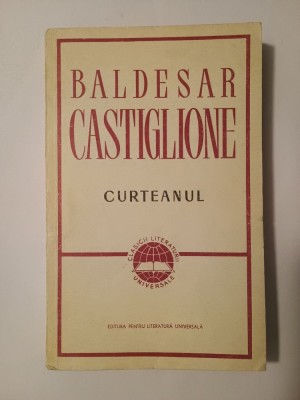 BALDESAR
CASTIGLIONE
CURTEANUL
CLASICII LITERATURII
UNIVERSALE
EDITURA PENTRU LITERATURĂ UNIVERSALĂ